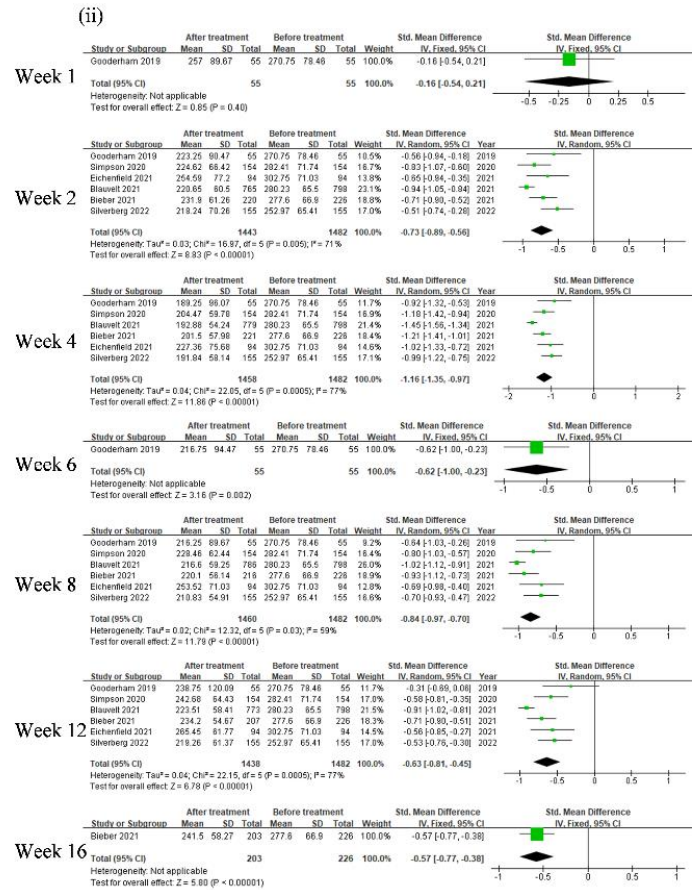 (ii)
Week 1
After treatment Before treatment Std. Mean Difference Std. Mean Difference
Study or Subgroup Mean SD Total Mean SD Total Weight IV, Fixed, 95% CI IV, Fixed, 95% CI
Gooderham 2019 257 89.67 55 270.75 78.46 55 100.0% -0.16 [-0.54, 0.21]
Total (95% CI) 55 55 100.0% -0.16 [-0.54, 0.21]
Heterogeneity: Not applicable
Test for overall effect: Z = 0.85 (P = 0.40)
-0.5 -0.25 0 0.25 0.5
Week 2
After treatment Before treatment Std. Mean Difference Std. Mean Difference
Study or Subgroup Mean SD Total Mean SD Total Weight IV, Random, 95% CI Year IV, Random, 95% CI
Gooderham 2019 223.25 90.47 55 270.75 78.46 55 10.5% -0.56 [-0.94, -0.18] 2019
Simpson 2020 224.62 66.42 154 282.41 71.74 154 16.9% -0.83 [-1.07, -0.60] 2020
Eichenfield 2021 254.59 77.2 94 302.75 71.03 94 13.8% -0.65 [-0.94, -0.35] 2021
Blauvelt 2021 220.65 60.5 765 280.23 65.5 798 22.8% -0.94 [-1.05, -0.84] 2021
Bieber 2021 231.9 61.26 220 277.6 66.9 226 18.9% -0.71 [-0.90, -0.52] 2021
Silverberg 2022 218.24 70.26 155 252.97 65.41 155 17.1% -0.51 [-0.74, -0.28] 2022
Total (95% CI) 1443 1482 100.0% -0.73 [-0.89, -0.56]
Heterogeneity: Tau² = 0.03; Chi² = 16.97, df = 5 (P = 0.005); I² = 71%
Test for overall effect: Z = 8.83 (P < 0.00001)
-1 -0.5 0 0.5 1
Week 4
After treatment Before treatment Std. Mean Difference Std. Mean Difference
Study or Subgroup Mean SD Total Mean SD Total Weight IV, Random, 95% CI Year IV, Random, 95% CI
Gooderham 2019 189.25 96.07 55 270.75 78.46 55 11.7% -0.92 [-1.32, -0.53] 2019
Simpson 2020 204.47 59.78 154 282.41 71.74 154 -1.18 [-1.42, -0.94] 2020
Blauvelt 2021 192.88 54.24 779 280.23 65.5 798 -1.45 [-1.56, -1.34] 2021
Bieber 2021 201.5 57.98 221 277.6 66.9 226 -1.21 [-1.41, -1.01] 2021
Eichenfield 2021 227.36 75.68 94 302.75 71.03 94 -1.02 [-1.33, -0.72] 2021
Silverberg 2022 191.84 58.14 155 252.97 65.41 155 -0.99 [-1.22, -0.75] 2022
Total (95% CI) 1458 1482 100.0% -1.16 [-1.35, -0.97]
Heterogeneity: Tau² = 0.04; Chi² = 22.05, df = 5 (P = 0.0005); I² = 77%
Test for overall effect: Z = 11.86 (P < 0.00001)
-2 -1 0 1 2
Week 6
After treatment Before treatment Std. Mean Difference Std. Mean Difference
Study or Subgroup Mean SD Total Mean SD Total Weight IV, Fixed, 95% CI IV, Fixed, 95% CI
Gooderham 2019 216.75 94.47 55 270.75 78.46 55 100.0% -0.62 [-1.00, -0.23]
Total (95% CI) 55 55 100.0% -0.62 [-1.00, -0.23]
Heterogeneity: Not applicable
Test for overall effect: Z = 3.16 (P = 0.002)
-1 -0.5 0 0.5 1
Week 8
After treatment Before treatment Std. Mean Difference Std. Mean Difference
Study or Subgroup Mean SD Total Mean SD Total Weight IV, Random, 95% CI Year IV, Random, 95% CI
Gooderham 2019 216.25 89.67 55 270.75 78.46 55 9.2% -0.64 [-1.03, -0.26] 2019
Simpson 2020 228.46 62.44 154 282.41 71.74 154 -0.80 [-1.03, -0.57] 2020
Blauvelt 2021 216.6 59.25 786 280.23 65.5 798 -1.02 [-1.12, -0.91] 2021
Bieber 2021 220.1 56.14 216 277.6 66.9 226 -0.93 [-1.12, -0.73] 2021
Eichenfield 2021 253.52 71.03 94 302.75 71.03 94 -0.69 [-0.98, -0.40] 2021
Silverberg 2022 210.83 54.91 155 252.97 65.41 155 -0.70 [-0.93, -0.47] 2022
Total (95% CI) 1460 1482 100.0% -0.84 [-0.97, -0.70]
Heterogeneity: Tau² = 0.02; Chi² = 12.32, df = 5 (P = 0.03); I² = 59%
Test for overall effect: Z = 11.79 (P < 0.00001)
-1 -0.5 0 0.5 1
Week 12
After treatment Before treatment Std. Mean Difference Std. Mean Difference
Study or Subgroup Mean SD Total Mean SD Total Weight IV, Random, 95% CI Year IV, Random, 95% CI
Gooderham 2019 238.75 120.09 55 270.75 78.46 55 11.7% -0.31 [-0.69, 0.06] 2019
Simpson 2020 242.68 64.43 154 282.41 71.74 154 -0.58 [-0.81, -0.35] 2020
Blauvelt 2021 223.51 58.41 773 280.23 65.5 798 -0.91 [-1.02, -0.81] 2021
Bieber 2021 234.2 54.67 207 277.6 66.9 226 -0.71 [-0.90, -0.51] 2021
Eichenfield 2021 265.45 61.77 94 302.75 71.03 94 -0.56 [-0.85, -0.27] 2021
Silverberg 2022 219.26 61.37 155 252.97 65.41 155 -0.53 [-0.76, -0.30] 2022
Total (95% CI) 1438 1482 100.0% -0.63 [-0.81, -0.45]
Heterogeneity: Tau² = 0.04; Chi² = 22.15, df = 5 (P = 0.0005); I² = 77%
Test for overall effect: Z = 6.78 (P < 0.00001)
-1 -0.5 0 0.5 1
Week 16
After treatment Before treatment Std. Mean Difference Std. Mean Difference
Study or Subgroup Mean SD Total Mean SD Total Weight IV, Fixed, 95% CI IV, Fixed, 95% CI
Bieber 2021 241.5 58.27 203 277.6 66.9 226 100.0% -0.57 [-0.77, -0.38]
Total (95% CI) 203 226 100.0% -0.57 [-0.77, -0.38]
Heterogeneity: Not applicable
Test for overall effect: Z = 5.80 (P < 0.00001)
-1 -0.5 0 0.5 1